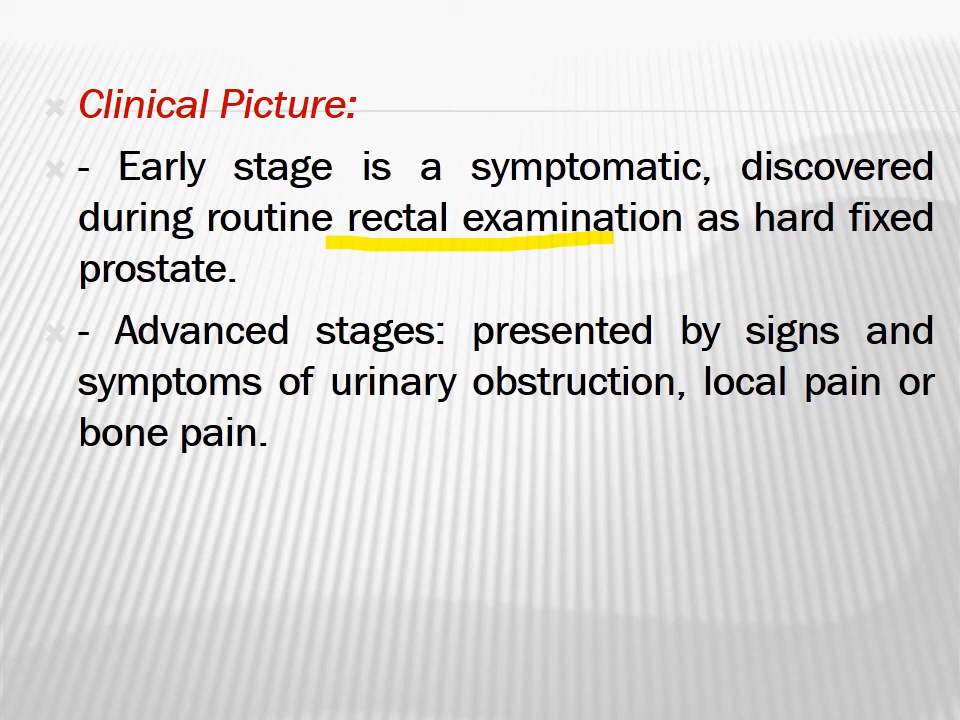 Clinical Picture:
- Early stage is a symptomatic, discovered
during routine rectal examination as hard fixed
prostate.
- Advanced stages: presented by signs and
symptoms of urinary obstruction, local pain or
bone pain.